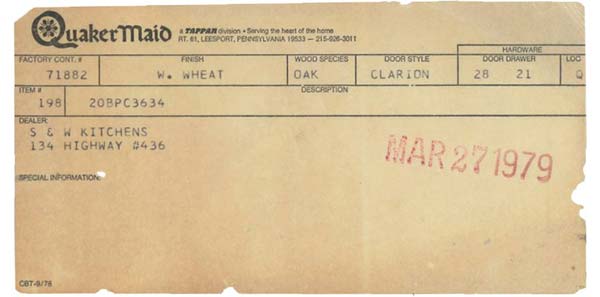 QuakerMaid
a TAPPAN division • Serving the heart of the home
RT. 61, LEESPORT, PENNSYLVANIA 19533 — 215-926-3011
HARDWARE
FACTORY CONT. # FINISH WOOD SPECIES DOOR STYLE DOOR DRAWER LOC
71882 W. WHEAT OAK CLARION 28 21 Q
ITEM # DESCRIPTION
198 20BPC3634
DEALER:
S & W KITCHENS
134 HIGHWAY #436
MAR 27 1979
SPECIAL INFORMATION:
CBT-9/78